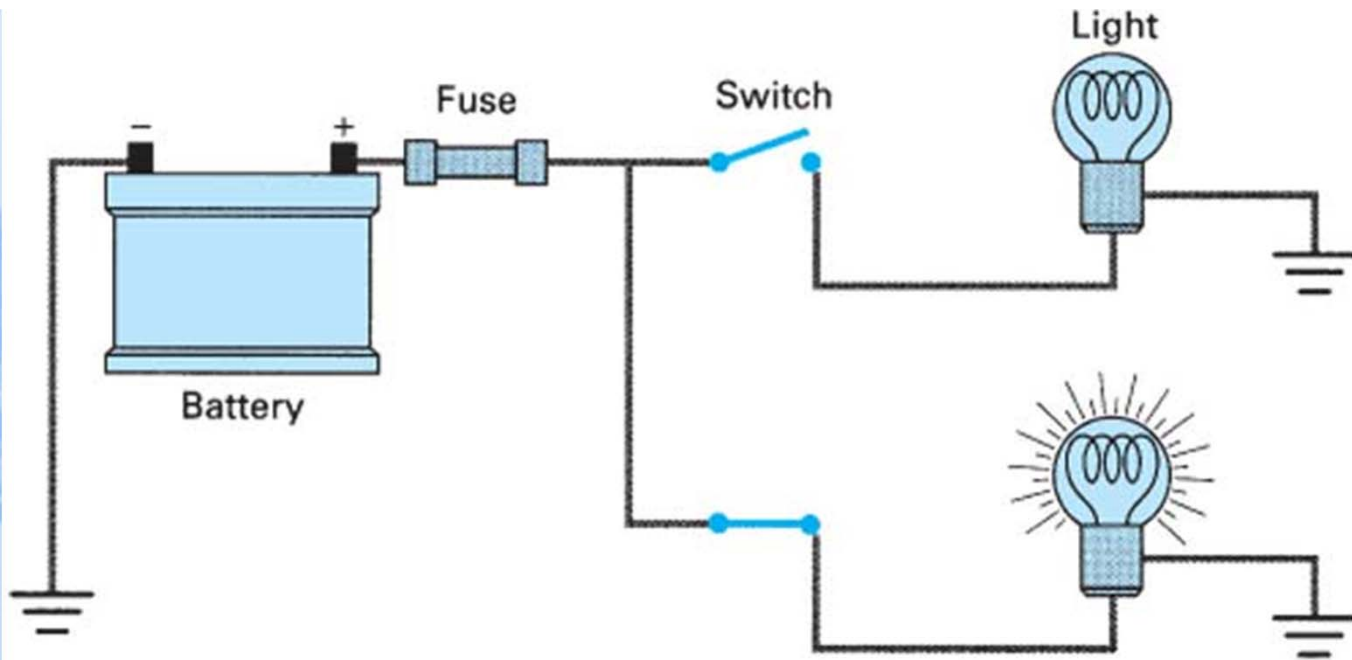 Light
Fuse
Switch
−
+
Battery